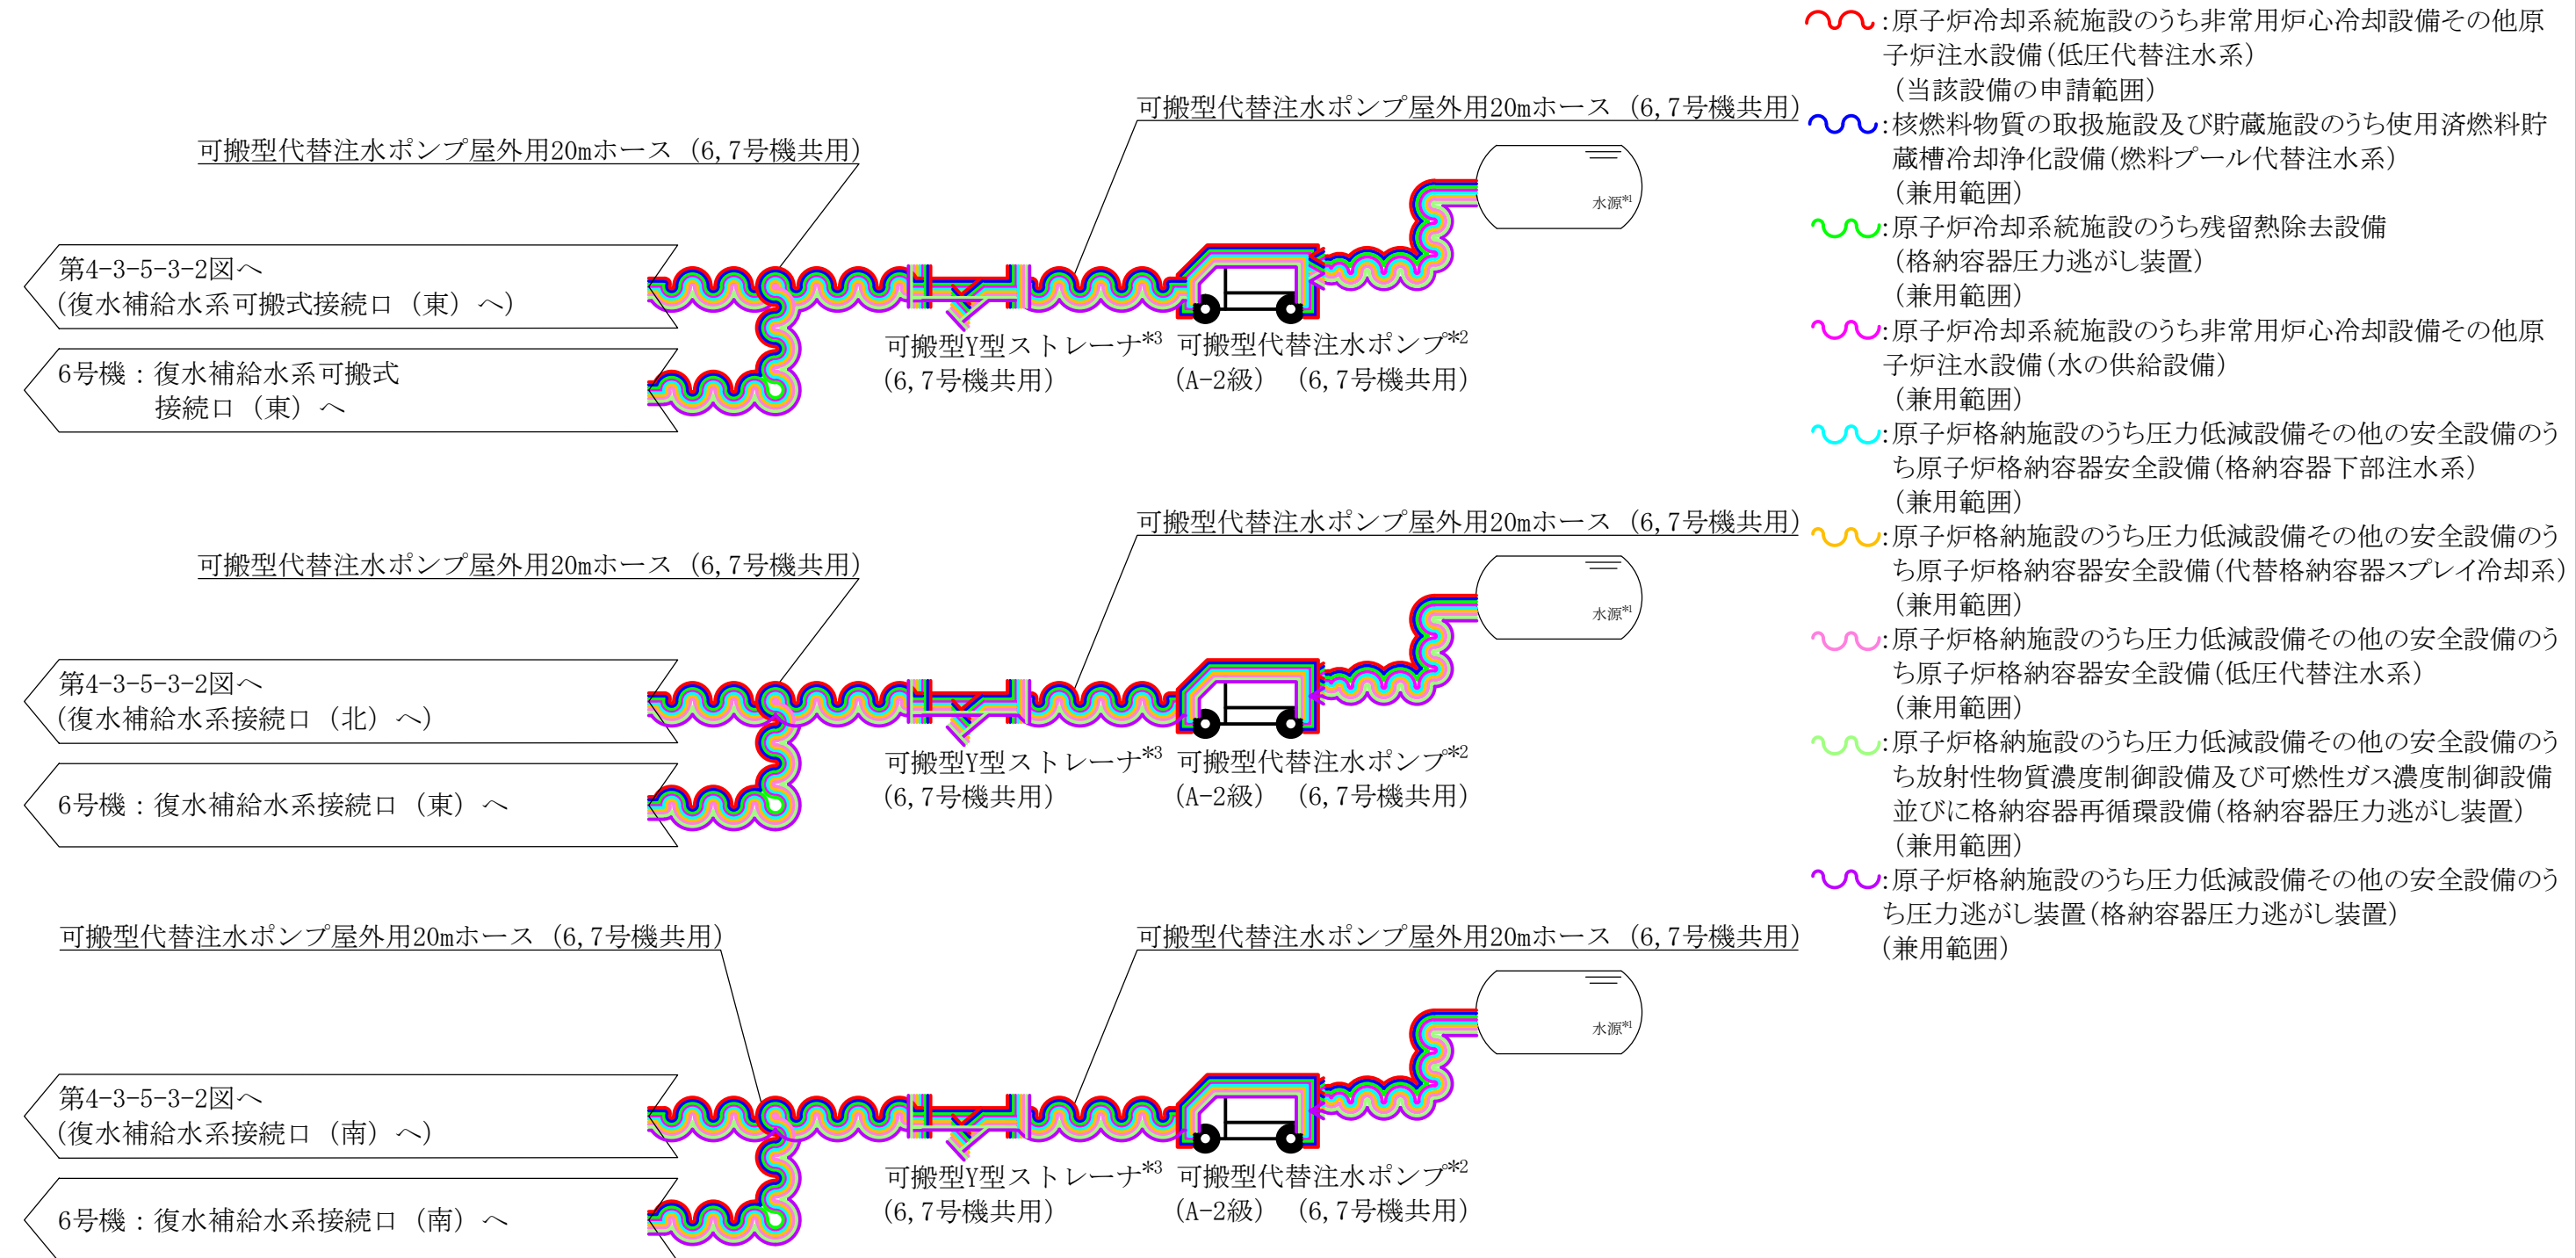 可搬型代替注水ポンプ屋外用20mホース (6,7号機共用)
可搬型代替注水ポンプ屋外用20mホース (6,7号機共用)
水源*1
第4-3-5-3-2図へ
(復水補給水系可搬式接続口（東）へ)
6号機：復水補給水系可搬式
接続口（東）へ
可搬型Y型ストレーナ*3
(6,7号機共用)
可搬型代替注水ポンプ*2
(A-2級) (6,7号機共用)
可搬型代替注水ポンプ屋外用20mホース (6,7号機共用)
可搬型代替注水ポンプ屋外用20mホース (6,7号機共用)
水源*1
第4-3-5-3-2図へ
(復水補給水系接続口（北）へ)
6号機：復水補給水系接続口（東）へ
可搬型Y型ストレーナ*3
(6,7号機共用)
可搬型代替注水ポンプ*2
(A-2級) (6,7号機共用)
可搬型代替注水ポンプ屋外用20mホース (6,7号機共用)
可搬型代替注水ポンプ屋外用20mホース (6,7号機共用)
水源*1
第4-3-5-3-2図へ
(復水補給水系接続口（南）へ)
6号機：復水補給水系接続口（南）へ
可搬型Y型ストレーナ*3
(6,7号機共用)
可搬型代替注水ポンプ*2
(A-2級) (6,7号機共用)
:原子炉冷却系統施設のうち非常用炉心冷却設備その他原
子炉注水設備(低圧代替注水系)
(当該設備の申請範囲)
:核燃料物質の取扱施設及び貯蔵施設のうち使用済燃料貯
蔵槽冷却浄化設備(燃料プール代替注水系)
(兼用範囲)
:原子炉冷却系統施設のうち残留熱除去設備
(格納容器圧力逃がし装置)
(兼用範囲)
:原子炉冷却系統施設のうち非常用炉心冷却設備その他原
子炉注水設備(水の供給設備)
(兼用範囲)
:原子炉格納施設のうち圧力低減設備その他の安全設備のう
ち原子炉格納容器安全設備(格納容器下部注水系)
(兼用範囲)
:原子炉格納施設のうち圧力低減設備その他の安全設備のう
ち原子炉格納容器安全設備(代替格納容器スプレイ冷却系)
(兼用範囲)
:原子炉格納施設のうち圧力低減設備その他の安全設備のう
ち原子炉格納容器安全設備(低圧代替注水系)
(兼用範囲)
:原子炉格納施設のうち圧力低減設備その他の安全設備のう
ち放射性物質濃度制御設備及び可燃性ガス濃度制御設備
並びに格納容器再循環設備(格納容器圧力逃がし装置)
(兼用範囲)
:原子炉格納施設のうち圧力低減設備その他の安全設備のう
ち圧力逃がし装置(格納容器圧力逃がし装置)
(兼用範囲)